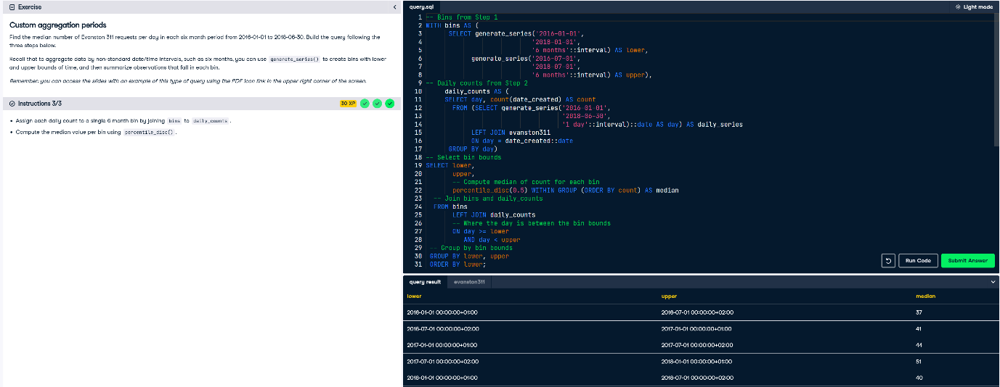 Exercise
Custom aggregation periods
Find the median number of Evanston 311 requests per day in each six month period from 2016-01-01 to 2018-06-30. Build the query following the
three steps below.
Recall that to aggregate data by non-standard date/time intervals, such as six months, you can use generate_series() to create bins with lower
and upper bounds of time, and then summarize observations that fall in each bin.
Remember: you can access the slides with an example of this type of query using the PDF icon link in the upper right corner of the screen.
Instructions 3/3
30 XP
• Assign each daily count to a single 6 month bin by joining bins to daily_counts .
• Compute the median value per bin using percentile_disc() .
query.sql
Light mode
1 -- Bins from Step 1
2 WITH bins AS (
3 SELECT generate_series('2016-01-01',
4 '2018-01-01',
5 '6 months'::interval) AS lower,
6 generate_series('2016-07-01',
7 '2018-07-01',
8 '6 months'::interval) AS upper),
9 -- Daily counts from Step 2
10 daily_counts AS (
11 SELECT day, count(date_created) AS count
12 FROM (SELECT generate_series('2016-01-01',
13 '2018-06-30',
14 '1 day'::interval)::date AS day) AS daily_series
15 LEFT JOIN evanston311
16 ON day = date_created::date
17 GROUP BY day)
18 -- Select bin bounds
19 SELECT lower,
20 upper,
21 -- Compute median of count for each bin
22 percentile_disc(0.5) WITHIN GROUP (ORDER BY count) AS median
23 -- Join bins and daily_counts
24 FROM bins
25 LEFT JOIN daily_counts
26 -- Where the day is between the bin bounds
27 ON day >= lower
28 AND day < upper
29 -- Group by bin bounds
30 GROUP BY lower, upper
31 ORDER BY lower;
Run Code
Submit Answer
query result
evanston311
lower upper median
2016-01-01 00:00:00+01:00 2016-07-01 00:00:00+02:00 37
2016-07-01 00:00:00+02:00 2017-01-01 00:00:00+01:00 41
2017-01-01 00:00:00+01:00 2017-07-01 00:00:00+02:00 44
2017-07-01 00:00:00+02:00 2018-01-01 00:00:00+01:00 51
2018-01-01 00:00:00+01:00 2018-07-01 00:00:00+02:00 40